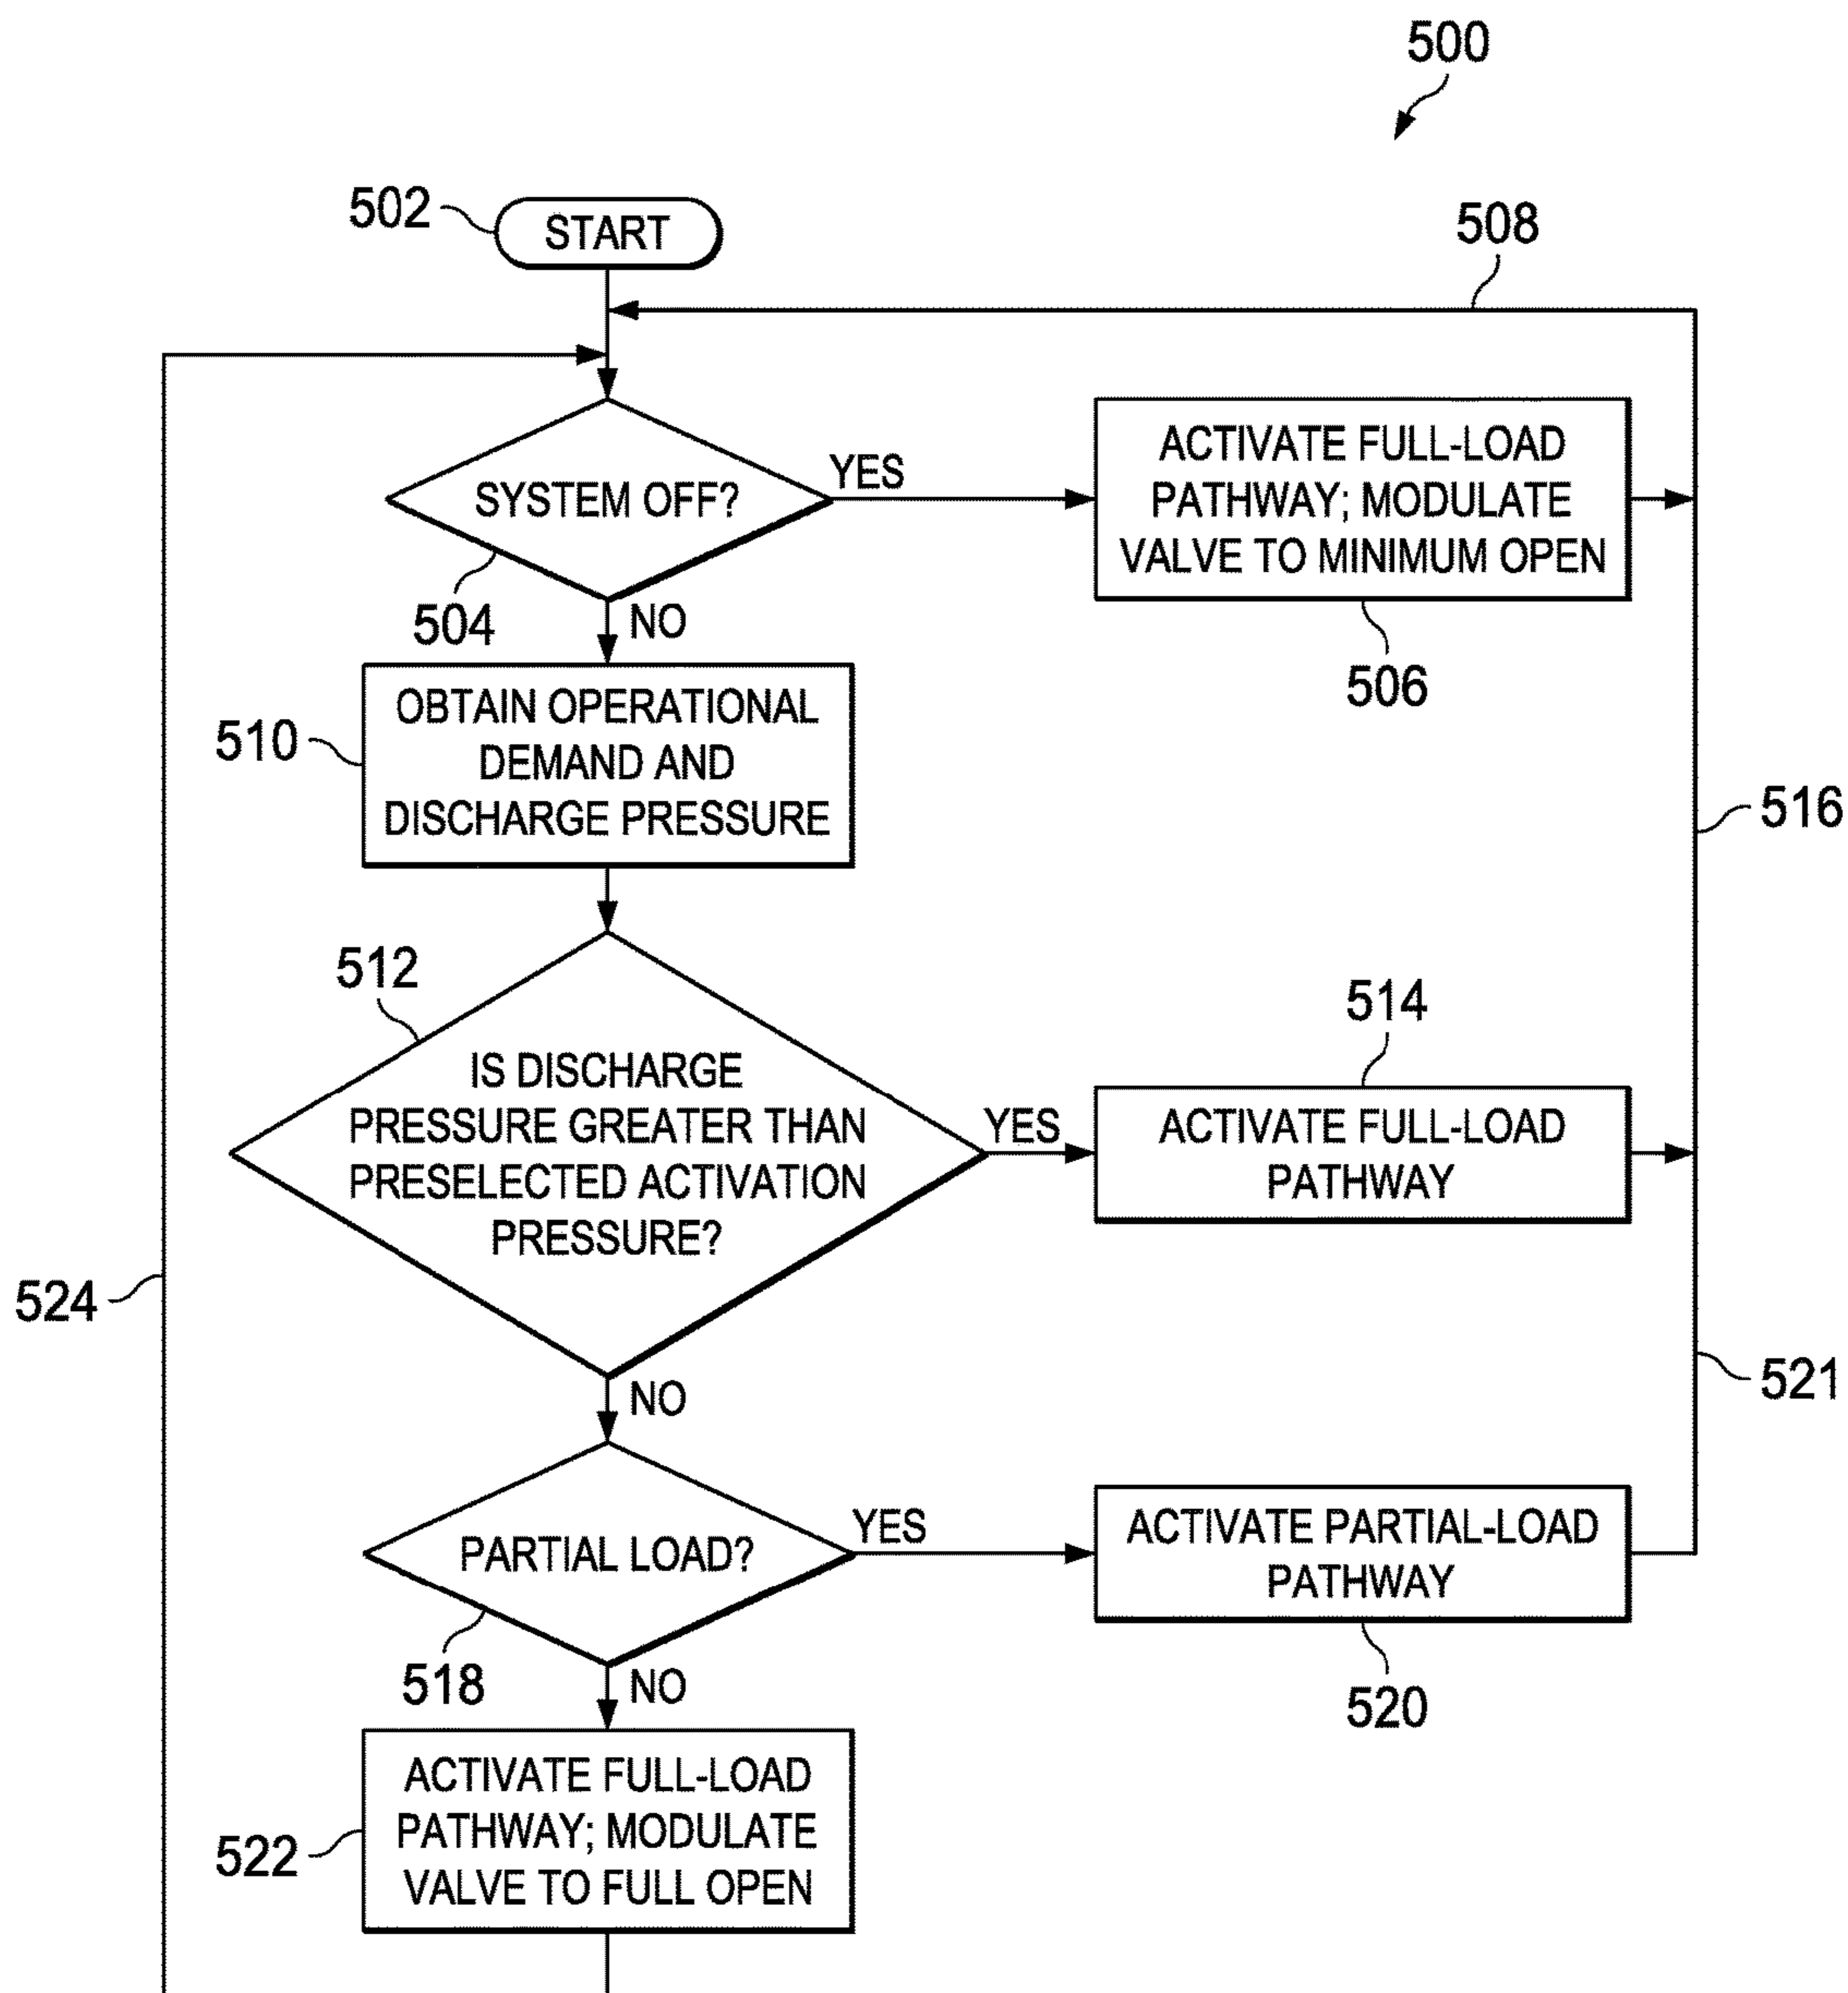 500
502
START
508
SYSTEM OFF?
YES
504
NO
ACTIVATE FULL-LOAD
PATHWAY; MODULATE
VALVE TO MINIMUM OPEN
506
510
OBTAIN OPERATIONAL
DEMAND AND
DISCHARGE PRESSURE
516
512
IS DISCHARGE
PRESSURE GREATER THAN
PRESELECTED ACTIVATION
PRESSURE?
YES
NO
514
ACTIVATE FULL-LOAD
PATHWAY
524
521
PARTIAL LOAD?
YES
518
NO
ACTIVATE PARTIAL-LOAD
PATHWAY
520
522
ACTIVATE FULL-LOAD
PATHWAY; MODULATE
VALVE TO FULL OPEN